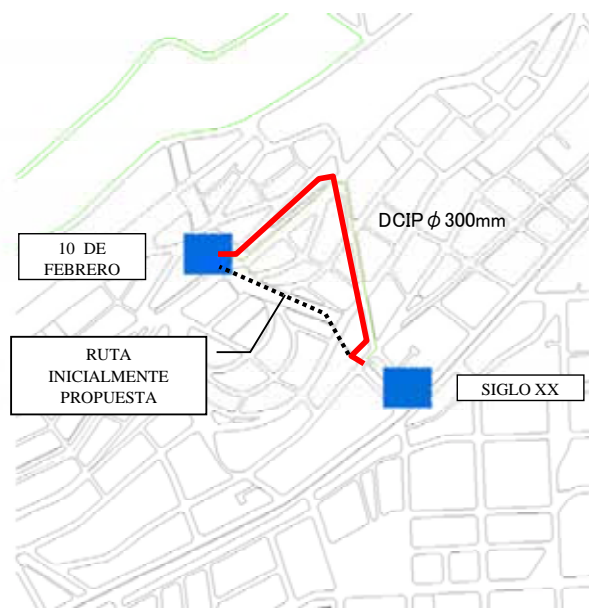 DCIP φ 300mm
10 DE
FEBRERO
RUTA
INICIALMENTE
PROPUESTA
SIGLO XX